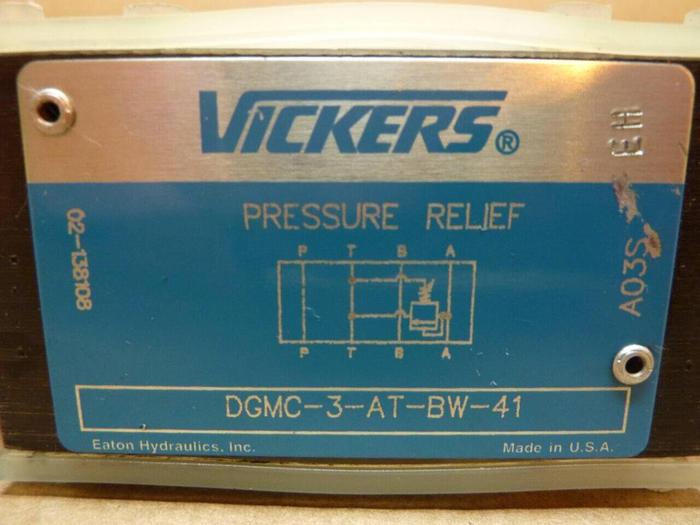 VICKERS®
EH
PRESSURE RELIEF
02-138108
A03S
P T B A
P T B A
DGMC-3-AT-BW-41
Eaton Hydraulics, Inc.
Made in U.S.A.